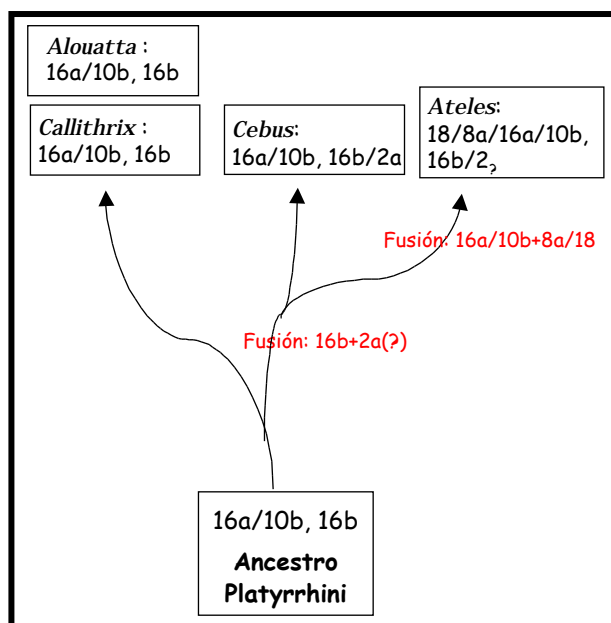 Alouatta :
16a/10b, 16b
Callithrix :
16a/10b, 16b
Cebus:
16a/10b, 16b/2a
Ateles:
18/8a/16a/10b,
16b/2?
Fusión: 16a/10b+8a/18
Fusión: 16b+2a(?)
16a/10b, 16b
Ancestro
Platyrrhini